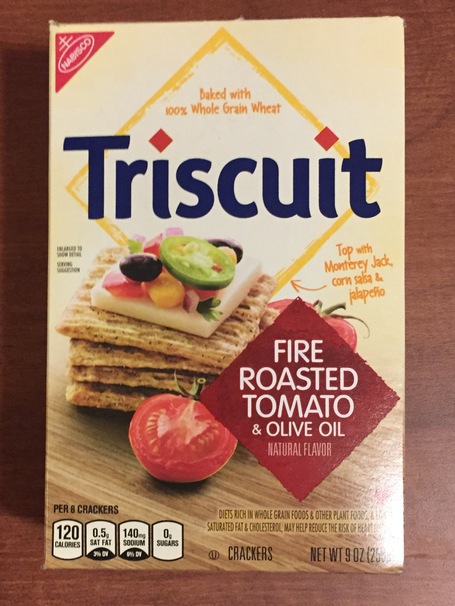 NABISCO
Baked with
100% Whole Grain Wheat
Triscuit
ENLARGED TO
SHOW DETAIL
SERVING
SUGGESTION
Top with
Monterey Jack,
corn salsa &
jalapeño
FIRE
ROASTED
TOMATO
& OLIVE OIL
NATURAL FLAVOR
PER 6 CRACKERS
120
CALORIES
0.5g
SAT FAT
3% DV
140mg
SODIUM
6% DV
0g
SUGARS
DIETS RICH IN WHOLE GRAIN FOODS & OTHER PLANT FOODS, &
SATURATED FAT & CHOLESTEROL, MAY HELP REDUCE THE RISK OF HEART
U CRACKERS
NET WT 9 OZ